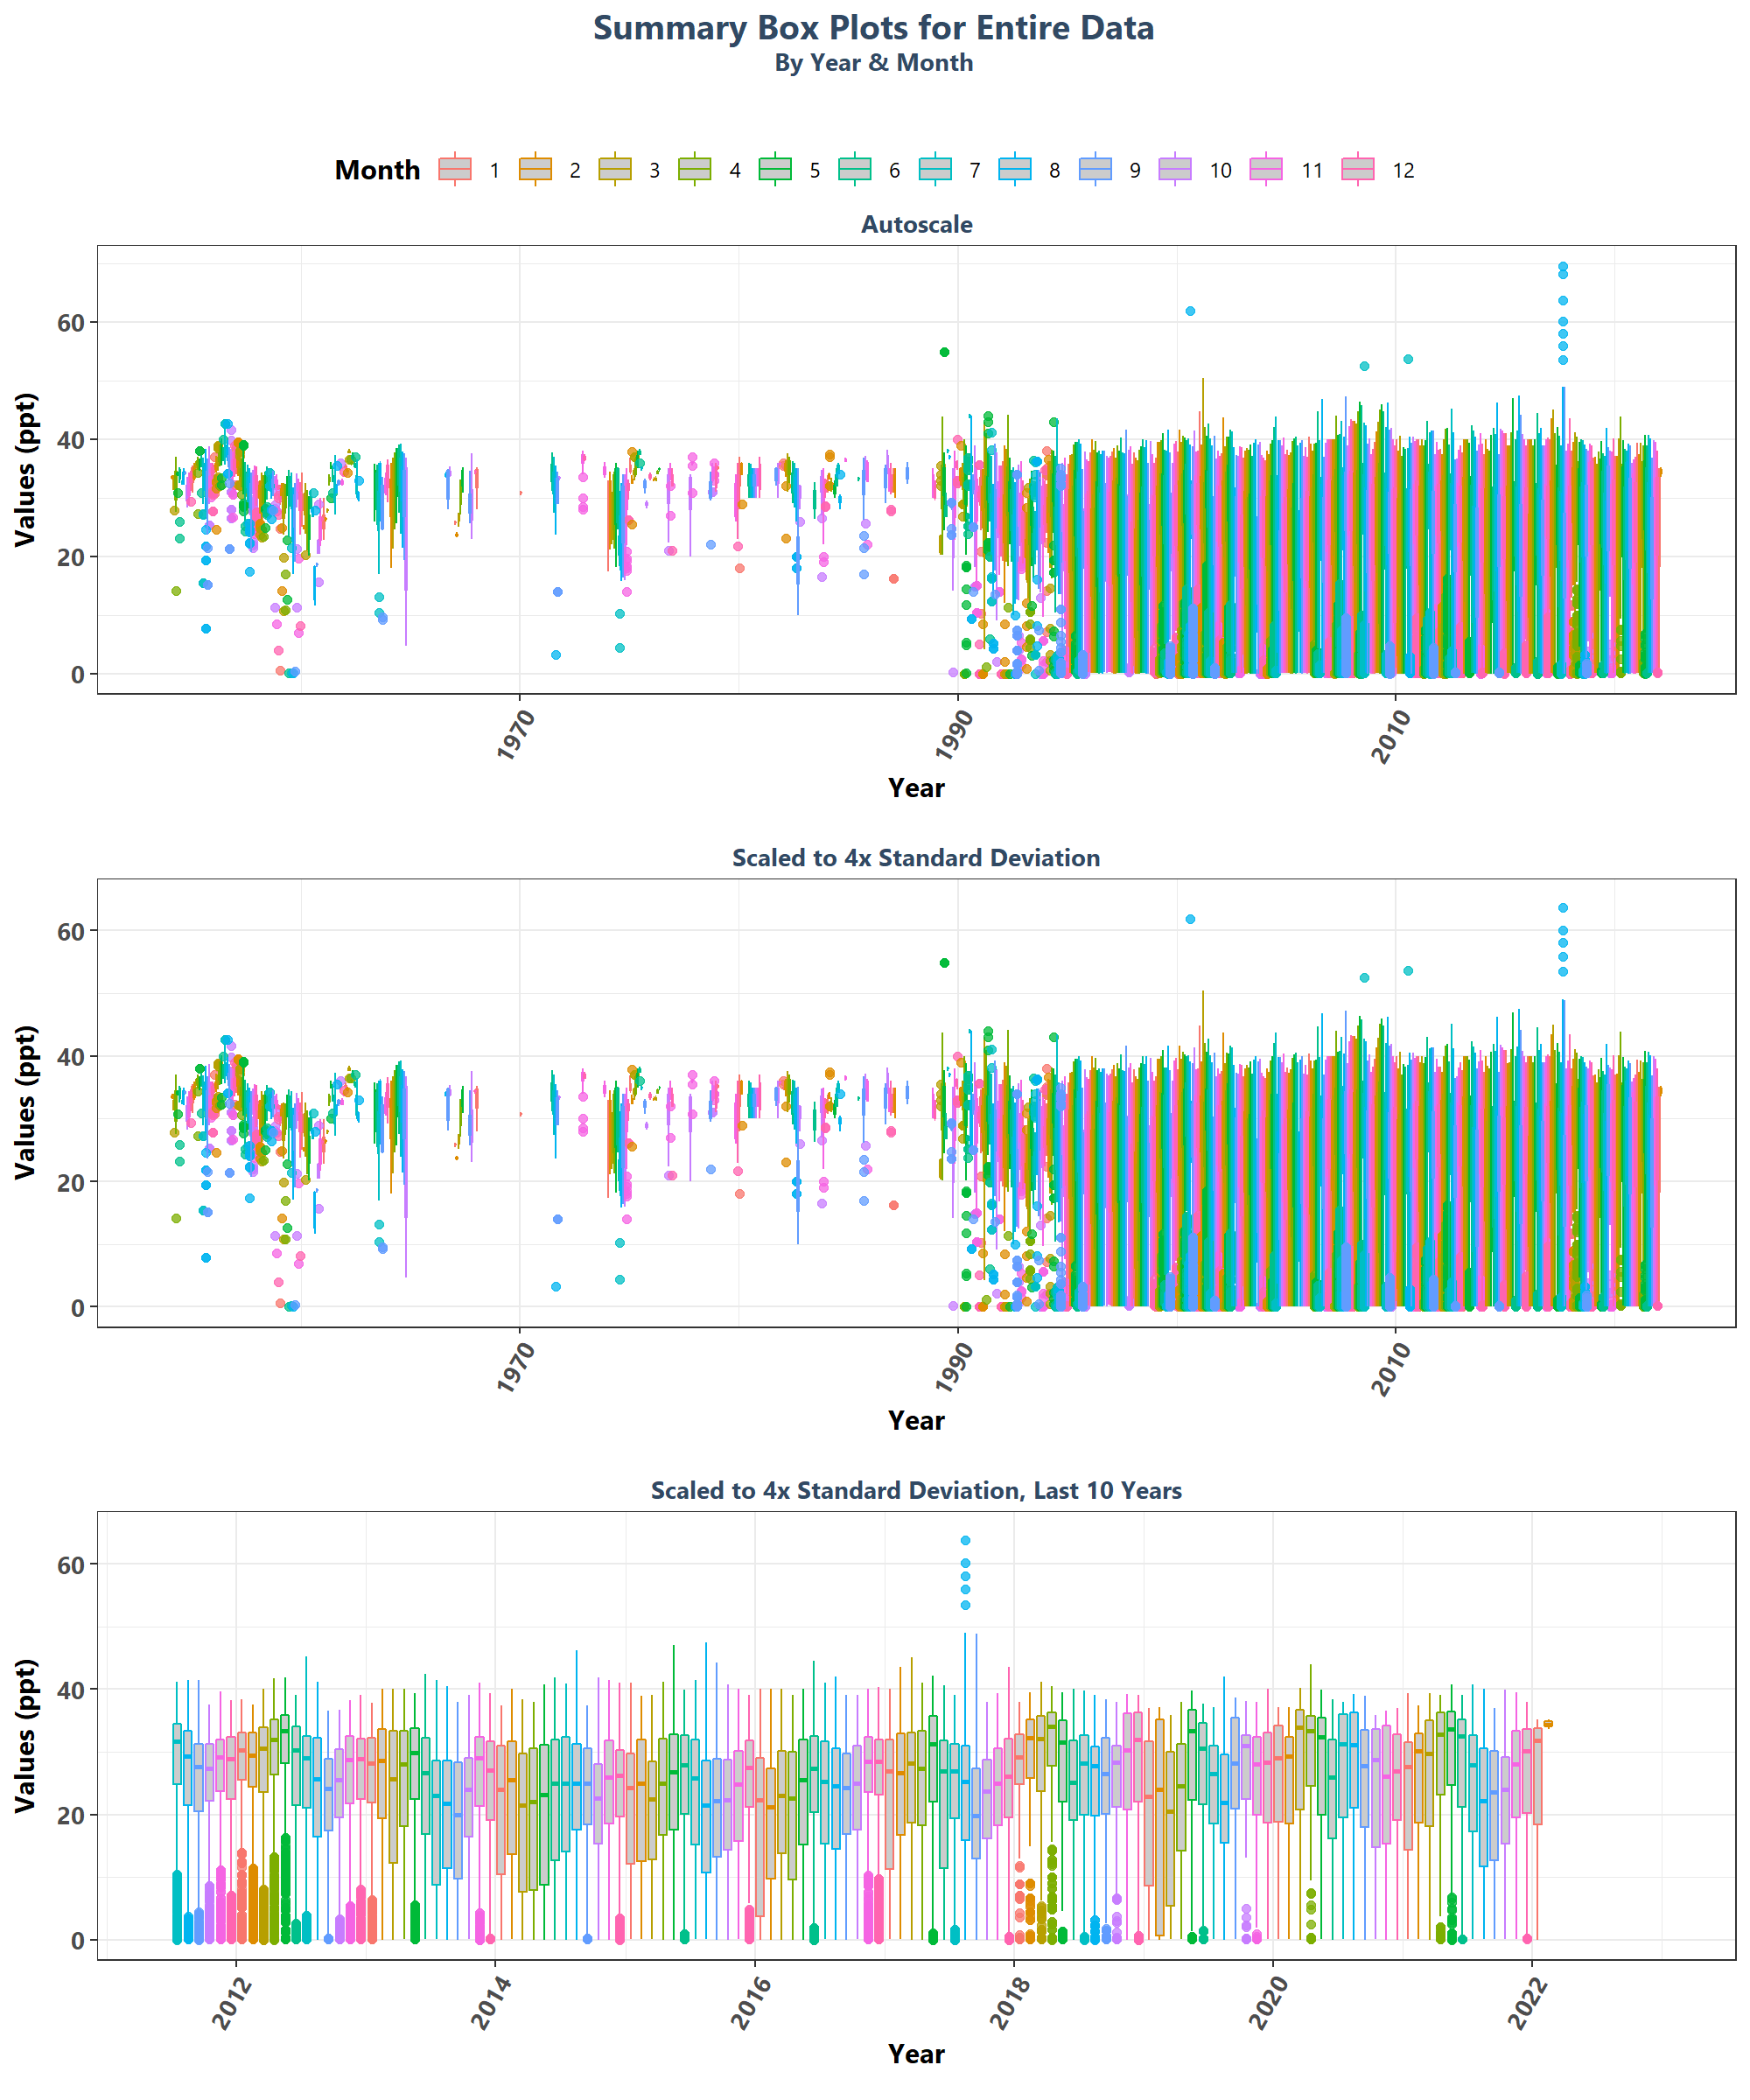 Summary Box Plots for Entire Data
By Year & Month
Month 1 2 3 4 5 6 7 8 9 10 11 12
Autoscale
Values (ppt)
60
40
20
0
1970 1990 2010
Year
Scaled to 4x Standard Deviation
Values (ppt)
60
40
20
0
1970 1990 2010
Year
Scaled to 4x Standard Deviation, Last 10 Years
Values (ppt)
60
40
20
0
2012 2014 2016 2018 2020 2022
Year